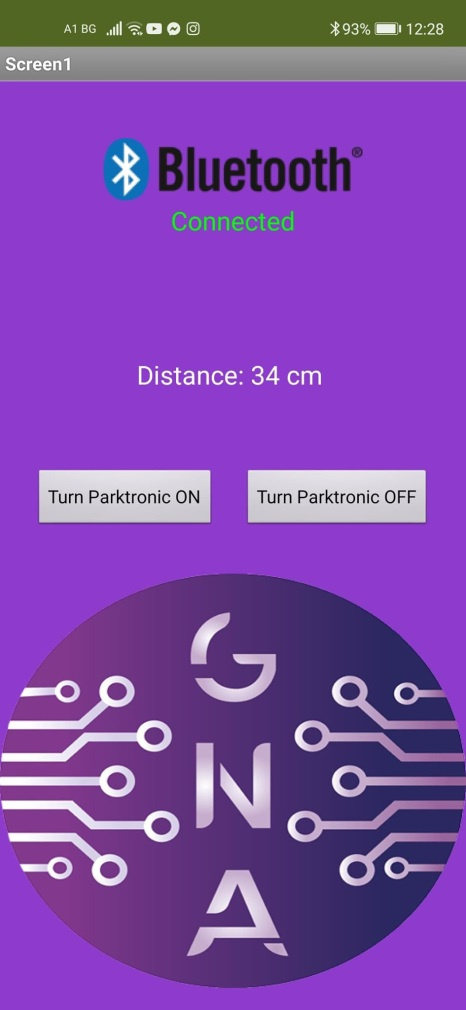 A1 BG 93% 12:28
Screen1
Bluetooth®
Connected
Distance: 34 cm
Turn Parktronic ON Turn Parktronic OFF
G
N
A